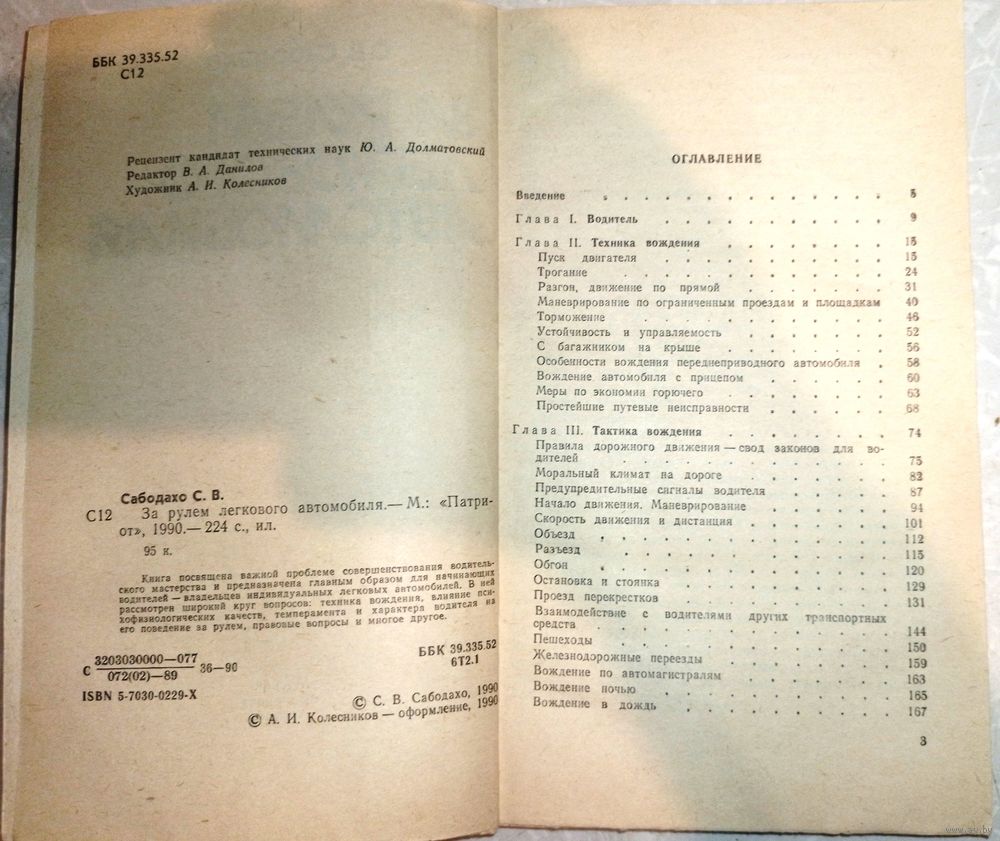 ББК 39.335.52
С12
Рецензент кандидат технических наук Ю. А. Долматовский
Редактор В. А. Данилов
Художник А. И. Колесников
Сабодахо С. В.
С12 За рулем легкового автомобиля.— М.: «Патри-
от», 1990.— 224 с., ил.
95 к.
Книга посвящена важной проблеме совершенствования водитель-
ского мастерства и предназначена главным образом для начинающих
водителей — владельцев индивидуальных легковых автомобилей. В ней
рассмотрен широкий круг вопросов: техника вождения, влияние пси-
хофизиологических качеств, темперамента и характера водителя на
его поведение за рулем, правовые вопросы и многое другое.
С 3203030000—077
072(02)—89 36—90
ББК 39.335.52
6Т2.1
ISBN 5-7030-0229-X
© С. В. Сабодахо, 1990
© А. И. Колесников — оформление, 1990
ОГЛАВЛЕНИЕ
Введение 5
Глава I. Водитель 9
Глава II. Техника вождения 15
Пуск двигателя 15
Трогание 24
Разгон, движение по прямой 31
Маневрирование по ограниченным проездам и площадкам 40
Торможение 46
Устойчивость и управляемость 52
С багажником на крыше 56
Особенности вождения переднеприводного автомобиля 58
Вождение автомобиля с прицепом 60
Меры по экономии горючего 63
Простейшие путевые неисправности 68
Глава III. Тактика вождения 74
Правила дорожного движения — свод законов для во-
дителей 75
Моральный климат на дороге 82
Предупредительные сигналы водителя 87
Начало движения. Маневрирование 94
Скорость движения и дистанция 101
Объезд 112
Разъезд 115
Обгон 120
Остановка и стоянка 129
Проезд перекрестков 131
Взаимодействие с водителями других транспортных
средств 144
Пешеходы 150
Железнодорожные переезды 159
Вождение по автомагистралям 163
Вождение ночью 165
Вождение в дождь 167
3
www.ay.by